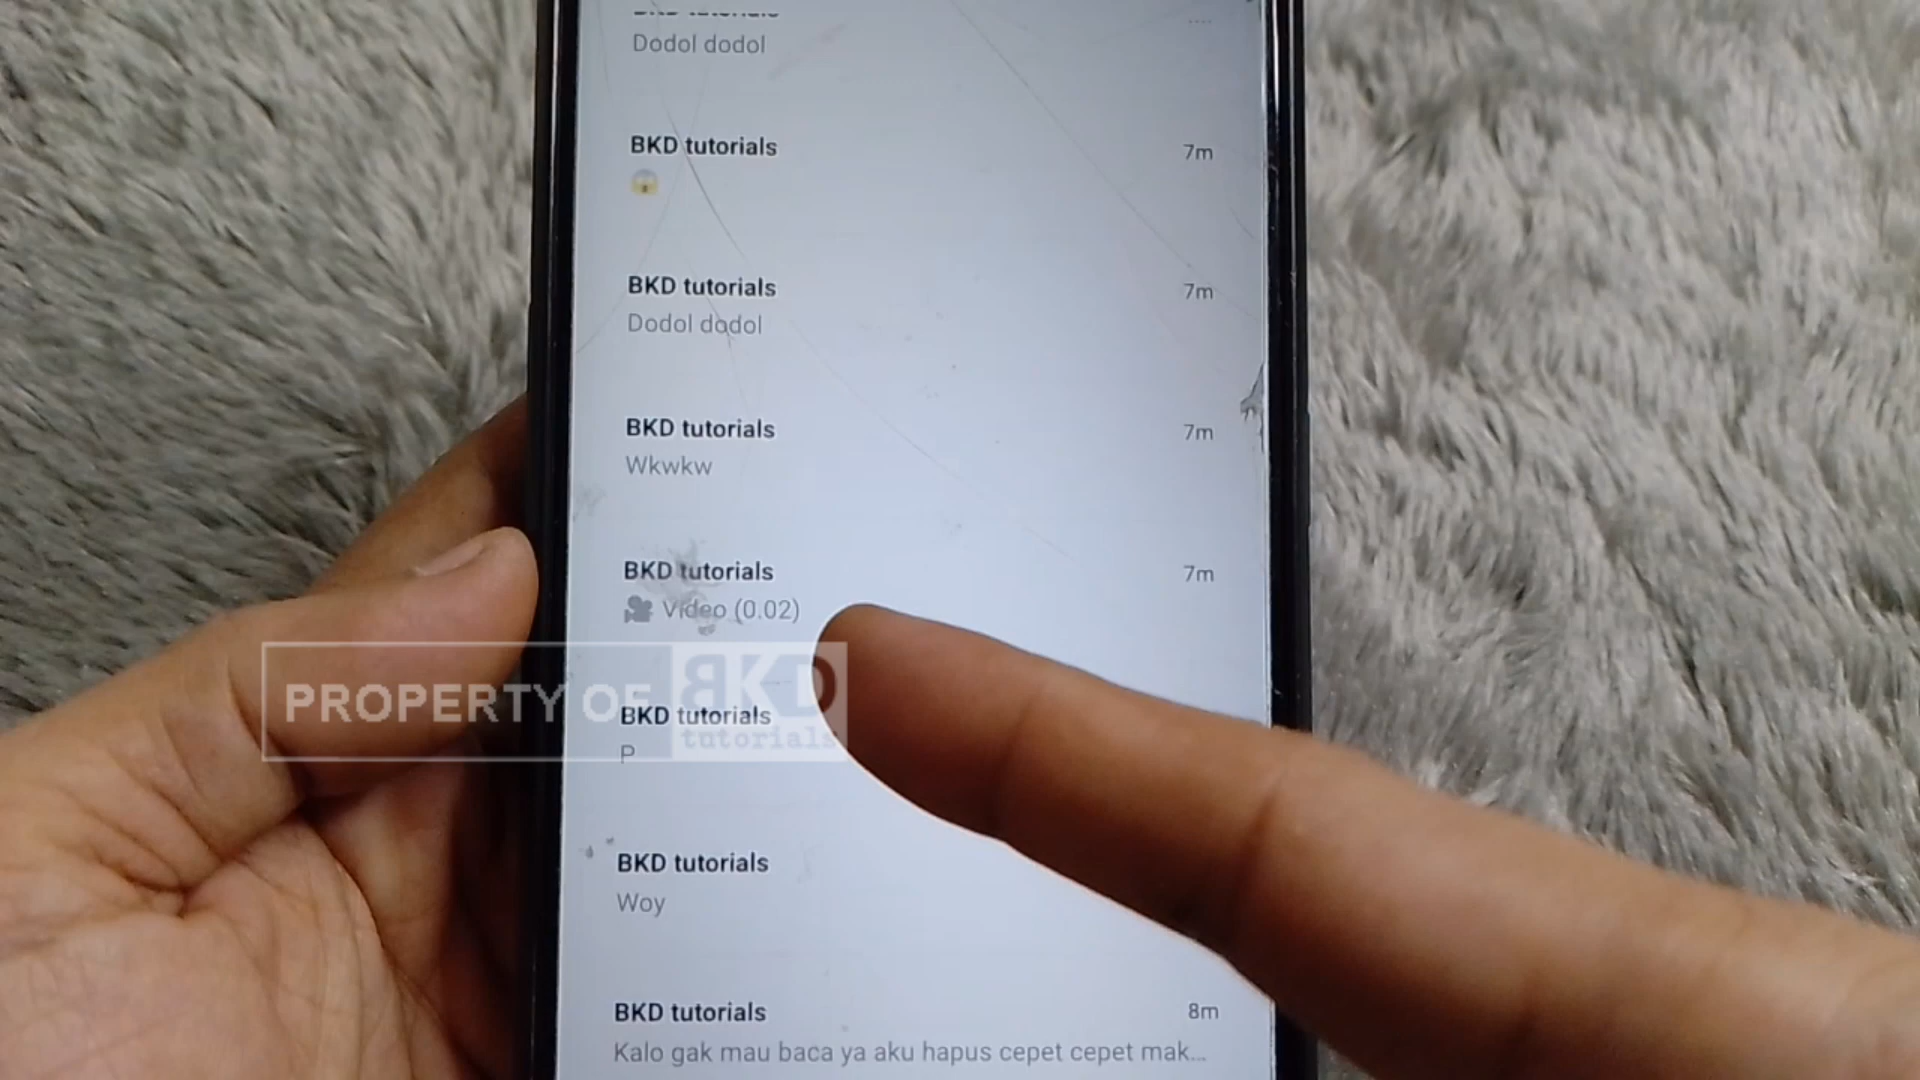 BKD tutorials
Dodol dodol
BKD tutorials 7m
😱
BKD tutorials 7m
Dodol dodol
BKD tutorials 7m
Wkwkw
BKD tutorials 7m
🎥 Video (0.02)
PROPERTY OF BKD tutorials
BKD tutorials
P
BKD tutorials
Woy
BKD tutorials 8m
Kalo gak mau baca ya aku hapus cepet cepet mak...